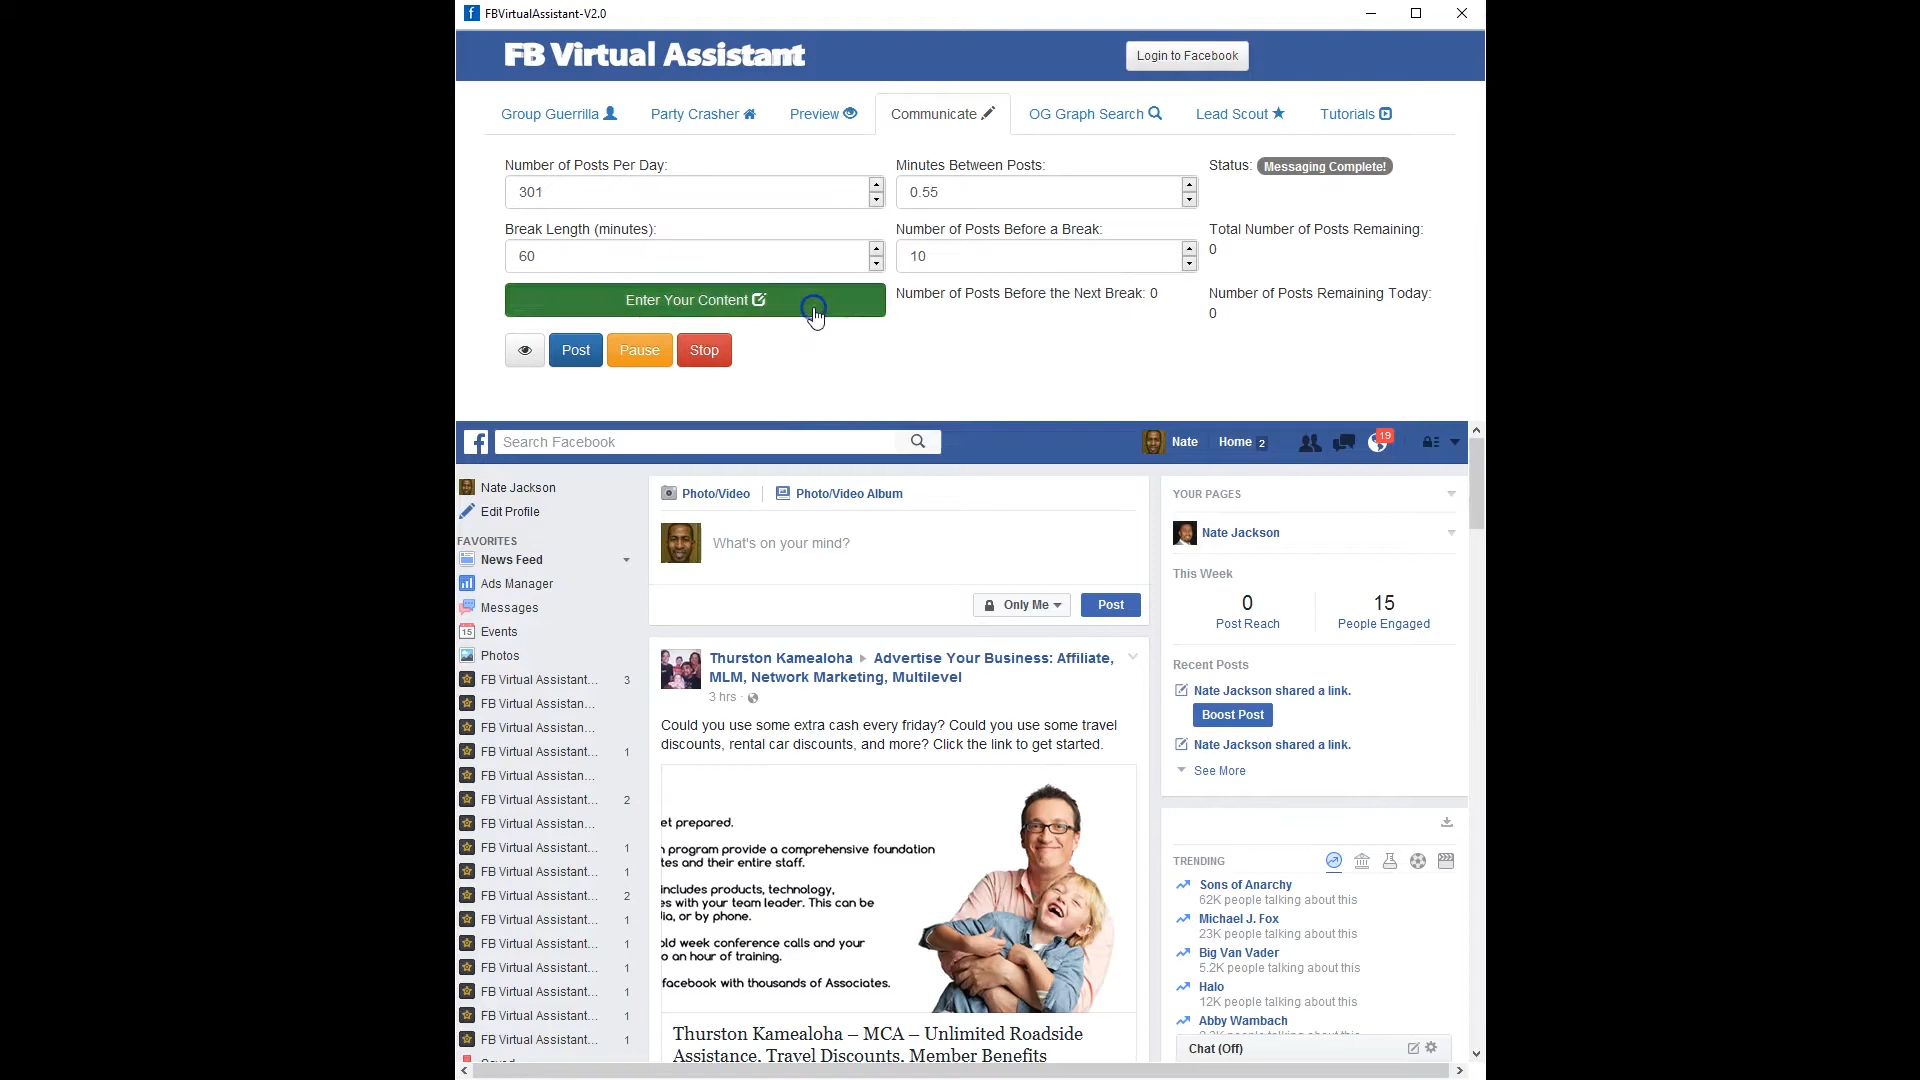 FBVirtualAssistant-V2.0
FB Virtual Assistant
Login to Facebook
Group Guerrilla
Party Crasher
Preview
Communicate
OG Graph Search
Lead Scout
Tutorials
Number of Posts Per Day:
301
Minutes Between Posts:
0.55
Status: Messaging Complete!
Break Length (minutes):
60
Number of Posts Before a Break:
10
Total Number of Posts Remaining:
0
Enter Your Content
Number of Posts Before the Next Break: 0
Number of Posts Remaining Today:
0
Post
Pause
Stop
Search Facebook
Nate
Home 2
19
Nate Jackson
Edit Profile
FAVORITES
News Feed
Ads Manager
Messages
15 Events
Photos
FB Virtual Assistant... 3
FB Virtual Assistan...
FB Virtual Assistan...
FB Virtual Assistant... 1
FB Virtual Assistan...
FB Virtual Assistant... 2
FB Virtual Assistan...
FB Virtual Assistant... 1
FB Virtual Assistant... 1
FB Virtual Assistant... 2
FB Virtual Assistant... 1
FB Virtual Assistant... 1
FB Virtual Assistant... 1
FB Virtual Assistant... 1
FB Virtual Assistant... 1
FB Virtual Assistant... 1
Photo/Video
Photo/Video Album
What's on your mind?
Only Me
Post
Thurston Kamealoha ▸ Advertise Your Business: Affiliate,
MLM, Network Marketing, Multilevel
3 hrs ·
Could you use some extra cash every friday? Could you use some travel
discounts, rental car discounts, and more? Click the link to get started.
et prepared.
program provide a comprehensive foundation
tes and their entire staff.
includes products, technology,
es with your team leader. This can be
ia, or by phone.
old week conference calls and your
o an hour of training.
facebook with thousands of Associates.
Thurston Kamealoha – MCA – Unlimited Roadside
Assistance, Travel Discounts, Member Benefits
YOUR PAGES
Nate Jackson
This Week
0
Post Reach
15
People Engaged
Recent Posts
Nate Jackson shared a link.
Boost Post
Nate Jackson shared a link.
See More
TRENDING
Sons of Anarchy
62K people talking about this
Michael J. Fox
23K people talking about this
Big Van Vader
5.2K people talking about this
Halo
12K people talking about this
Abby Wambach
Chat (Off)